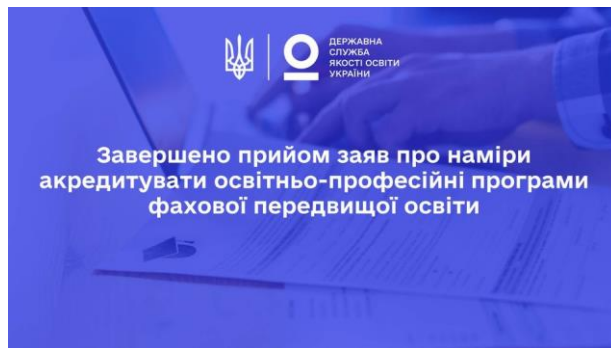 ДЕРЖАВНА
СЛУЖБА
ЯКОСТІ ОСВІТИ
УКРАЇНИ
Завершено прийом заяв про наміри
акредитувати освітньо-професійні програми
фахової передвищої освіти